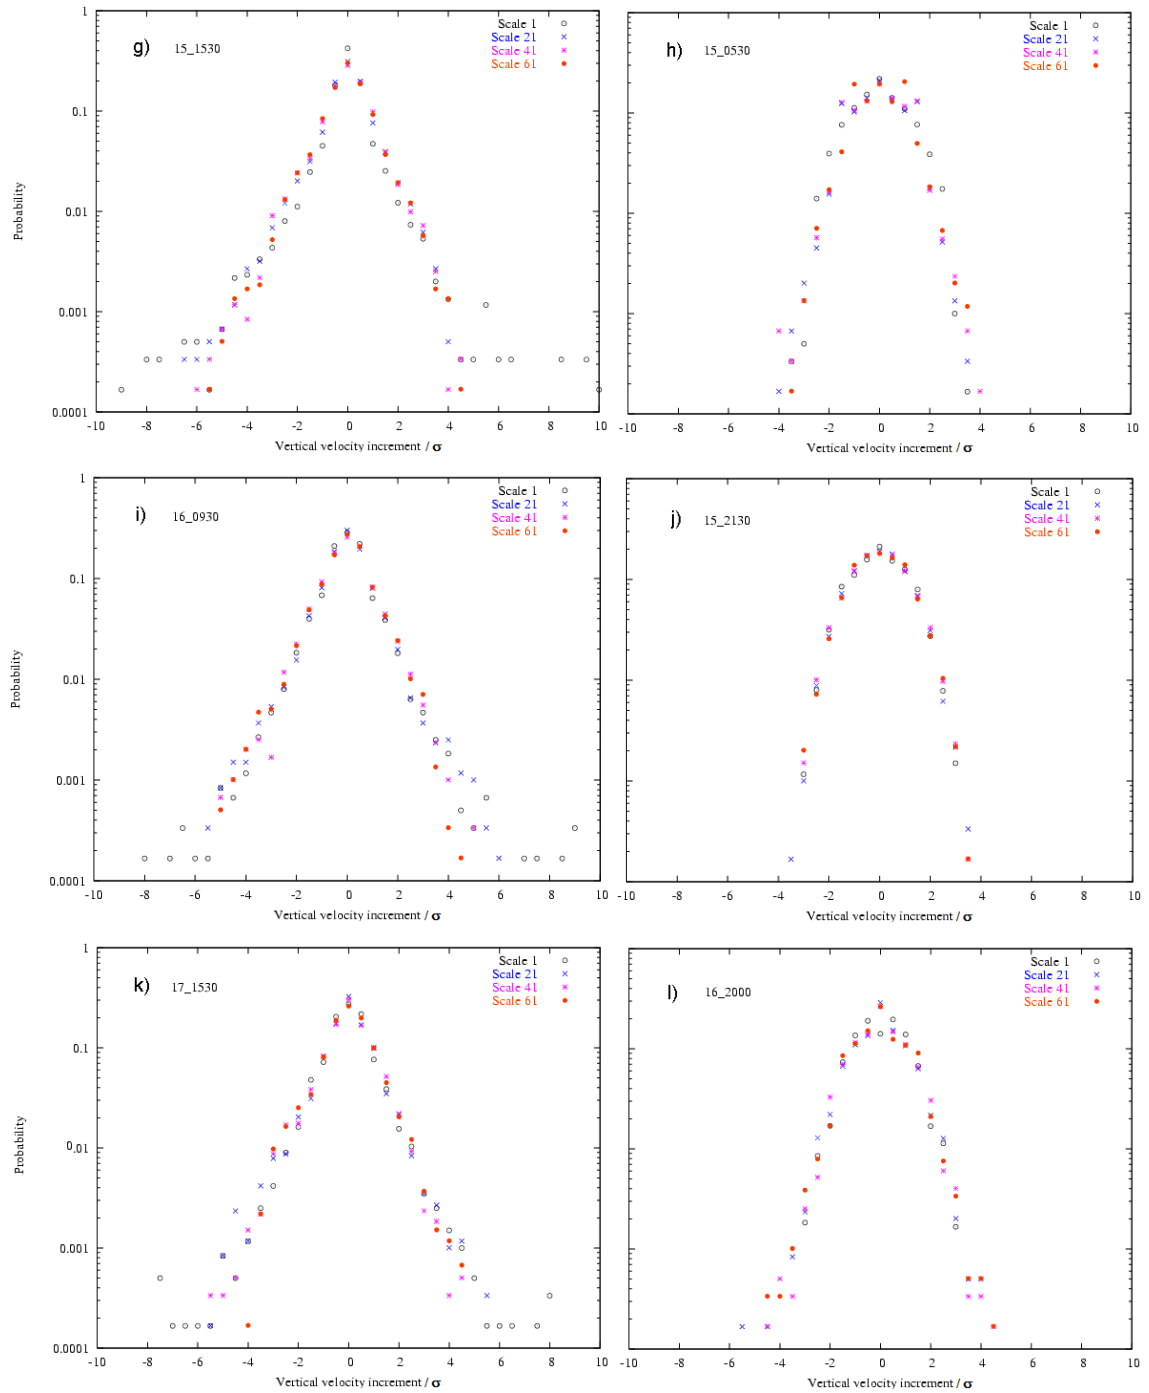 g) 15_1530
Scale 1
Scale 21
Scale 41
Scale 61
1
0.1
0.01
0.001
0.0001
Probability
-10 -8 -6 -4 -2 0 2 4 6 8 10
Vertical velocity increment / σ
h) 15_0530
Scale 1
Scale 21
Scale 41
Scale 61
-10 -8 -6 -4 -2 0 2 4 6 8 10
Vertical velocity increment / σ
i) 16_0930
Scale 1
Scale 21
Scale 41
Scale 61
1
0.1
0.01
0.001
0.0001
Probability
-10 -8 -6 -4 -2 0 2 4 6 8 10
Vertical velocity increment / σ
j) 15_2130
Scale 1
Scale 21
Scale 41
Scale 61
-10 -8 -6 -4 -2 0 2 4 6 8 10
Vertical velocity increment / σ
k) 17_1530
Scale 1
Scale 21
Scale 41
Scale 61
1
0.1
0.01
0.001
0.0001
Probability
-10 -8 -6 -4 -2 0 2 4 6 8 10
Vertical velocity increment / σ
l) 16_2000
Scale 1
Scale 21
Scale 41
Scale 61
-10 -8 -6 -4 -2 0 2 4 6 8 10
Vertical velocity increment / σ